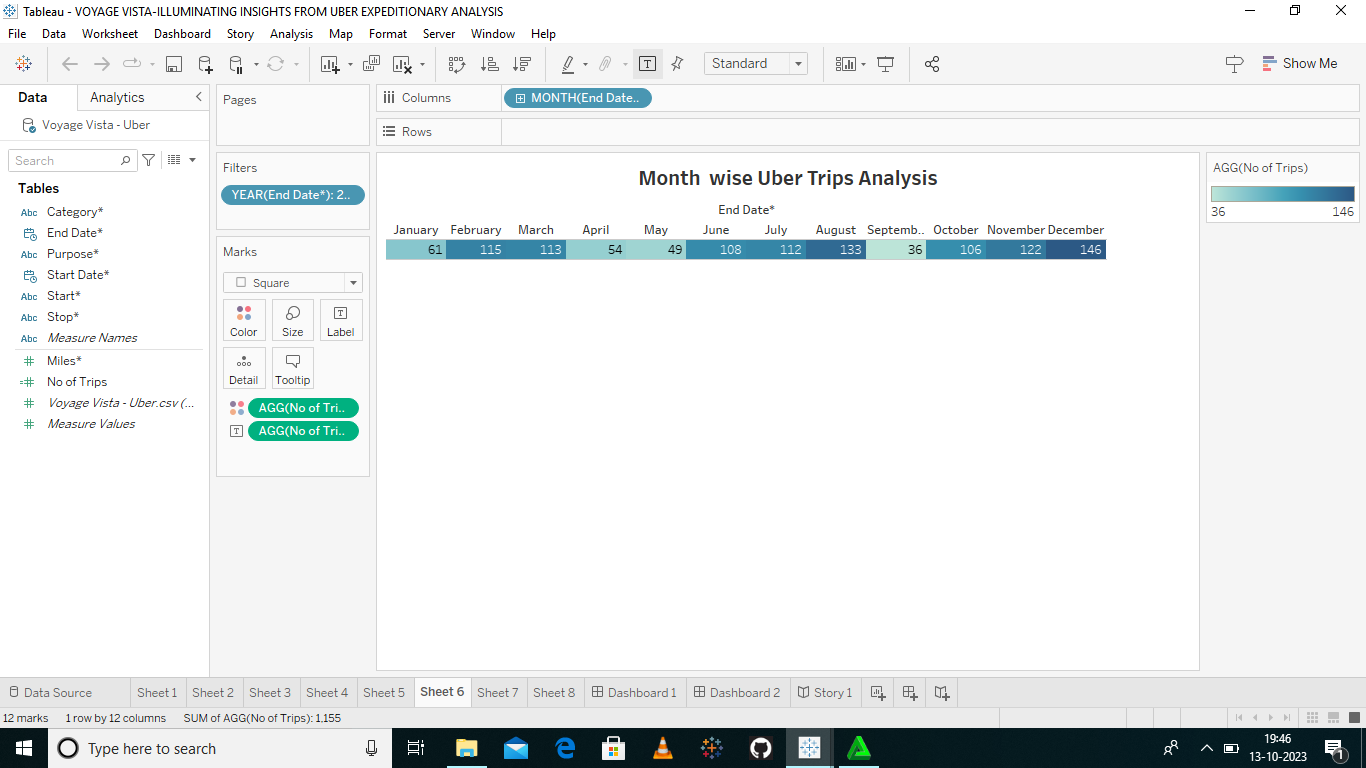 Tableau - VOYAGE VISTA-ILLUMINATING INSIGHTS FROM UBER EXPEDITIONARY ANALYSIS
File Data Worksheet Dashboard Story Analysis Map Format Server Window Help
Standard
Show Me
Data Analytics
Voyage Vista - Uber
Search
Tables
Abc Category*
End Date*
Abc Purpose*
Start Date*
Abc Start*
Abc Stop*
Abc Measure Names
Miles*
No of Trips
Voyage Vista - Uber.csv (...
Measure Values
Pages
Filters
YEAR(End Date*): 2..
Marks
Square
Color Size Label
Detail Tooltip
AGG(No of Tri..
AGG(No of Tri..
Columns MONTH(End Date..
Rows
Month wise Uber Trips Analysis
End Date*
January February March April May June July August Septemb.. October November December
61 115 113 54 49 108 112 133 36 106 122 146
AGG(No of Trips)
36 146
Data Source Sheet 1 Sheet 2 Sheet 3 Sheet 4 Sheet 5 Sheet 6 Sheet 7 Sheet 8 Dashboard 1 Dashboard 2 Story 1
12 marks 1 row by 12 columns SUM of AGG(No of Trips): 1,155
Type here to search
19:46
13-10-2023
1